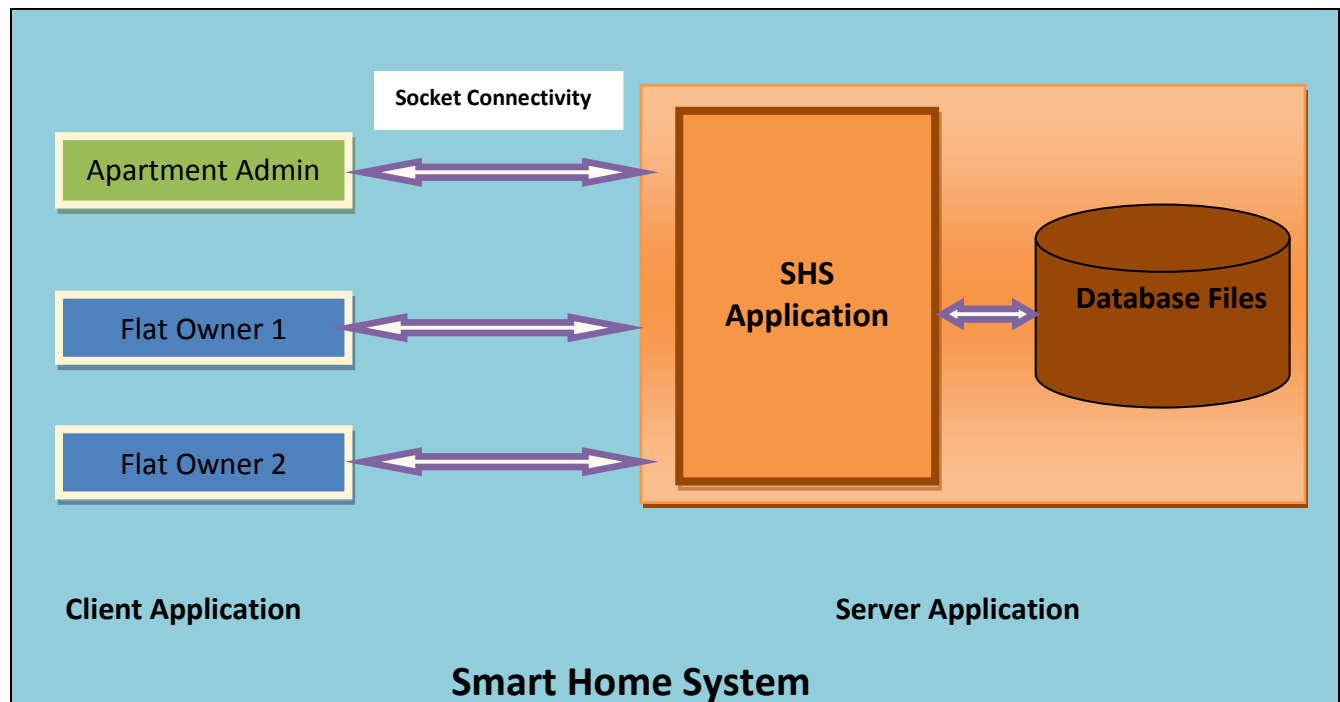 Socket Connectivity
Apartment Admin
SHS
Application
Database Files
Flat Owner 1
Flat Owner 2
Client Application
Server Application
Smart Home System